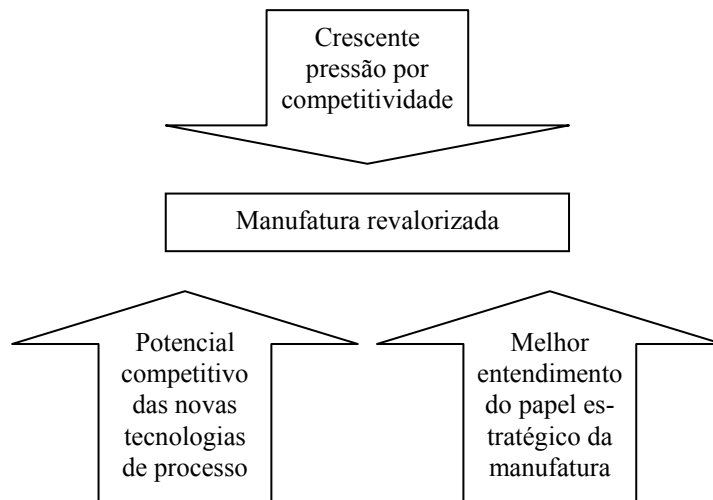 Crescente
pressão por
competitividade
Manufatura revalorizada
Potencial
competitivo
das novas
tecnologias
de processo
Melhor
entendimento
do papel es-
tratégico da
manufatura